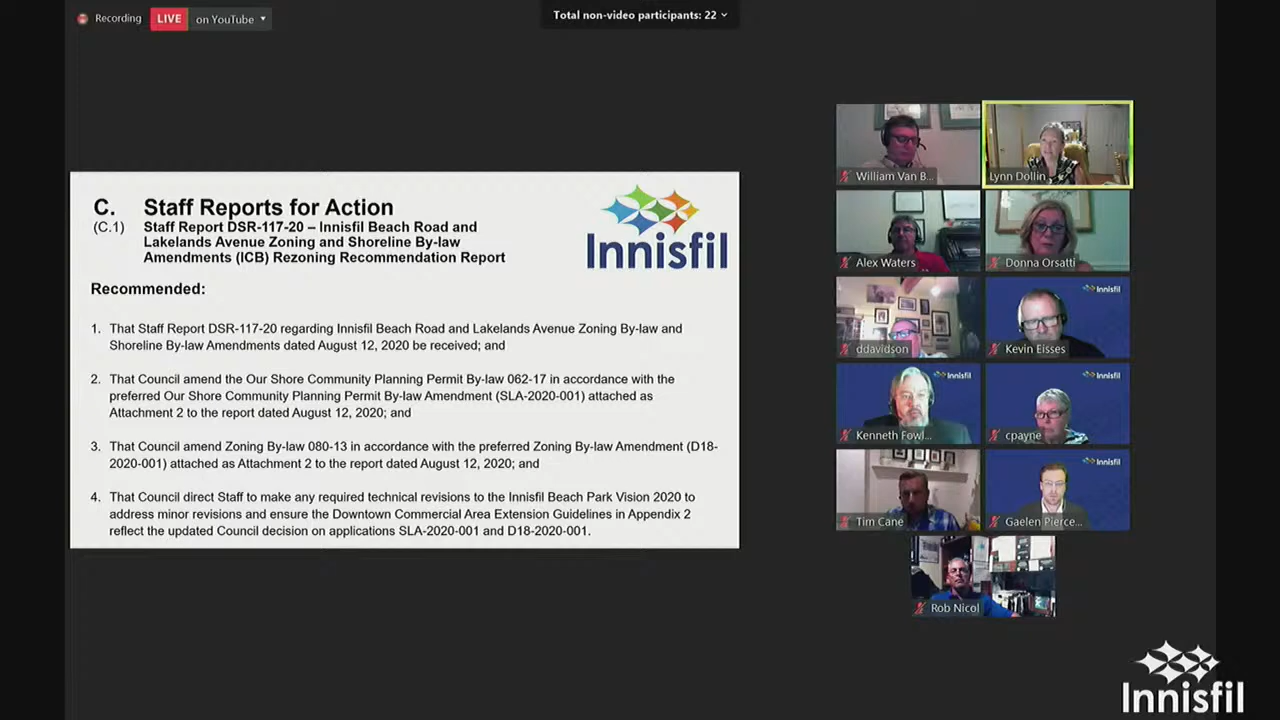 Recording
LIVE on YouTube
Total non-video participants: 22
C. Staff Reports for Action
(C.1) Staff Report DSR-117-20 – Innisfil Beach Road and
Lakelands Avenue Zoning and Shoreline By-law
Amendments (ICB) Rezoning Recommendation Report
Innisfil
Recommended:
1. That Staff Report DSR-117-20 regarding Innisfil Beach Road and Lakelands Avenue Zoning By-law and
Shoreline By-law Amendments dated August 12, 2020 be received; and
2. That Council amend the Our Shore Community Planning Permit By-law 062-17 in accordance with the
preferred Our Shore Community Planning Permit By-law Amendment (SLA-2020-001) attached as
Attachment 2 to the report dated August 12, 2020; and
3. That Council amend Zoning By-law 080-13 in accordance with the preferred Zoning By-law Amendment (D18-
2020-001) attached as Attachment 2 to the report dated August 12, 2020; and
4. That Council direct Staff to make any required technical revisions to the Innisfil Beach Park Vision 2020 to
address minor revisions and ensure the Downtown Commercial Area Extension Guidelines in Appendix 2
reflect the updated Council decision on applications SLA-2020-001 and D18-2020-001.
William Van B...
Lynn Dollin
Alex Waters
Donna Orsatti
ddavidson
Innisfil
Kevin Eisses
Innisfil
Kenneth Fowl...
Innisfil
cpayne
Tim Cane
Innisfil
Gaelen Pierce...
Rob Nicol
Innisfil